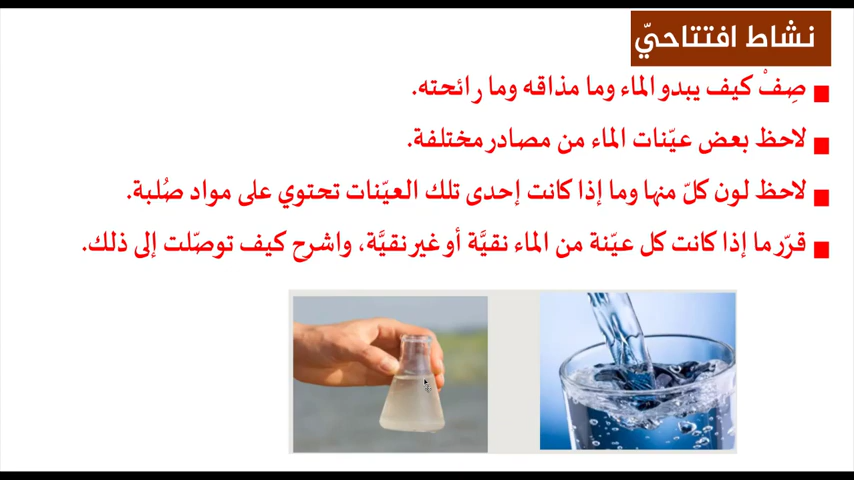 نشاط افتتاحيّ
صِفْ كيف يبدو الماء وما مذاقه وما رائحته.
لاحظ بعض عيّنات الماء من مصادر مختلفة.
لاحظ لون كلّ منها وما إذا كانت إحدى تلك العيّنات تحتوي على مواد صُلبة.
قرّر ما إذا كانت كل عيّنة من الماء نقيَّة أو غير نقيَّة، واشرح كيف توصّلت إلى ذلك.